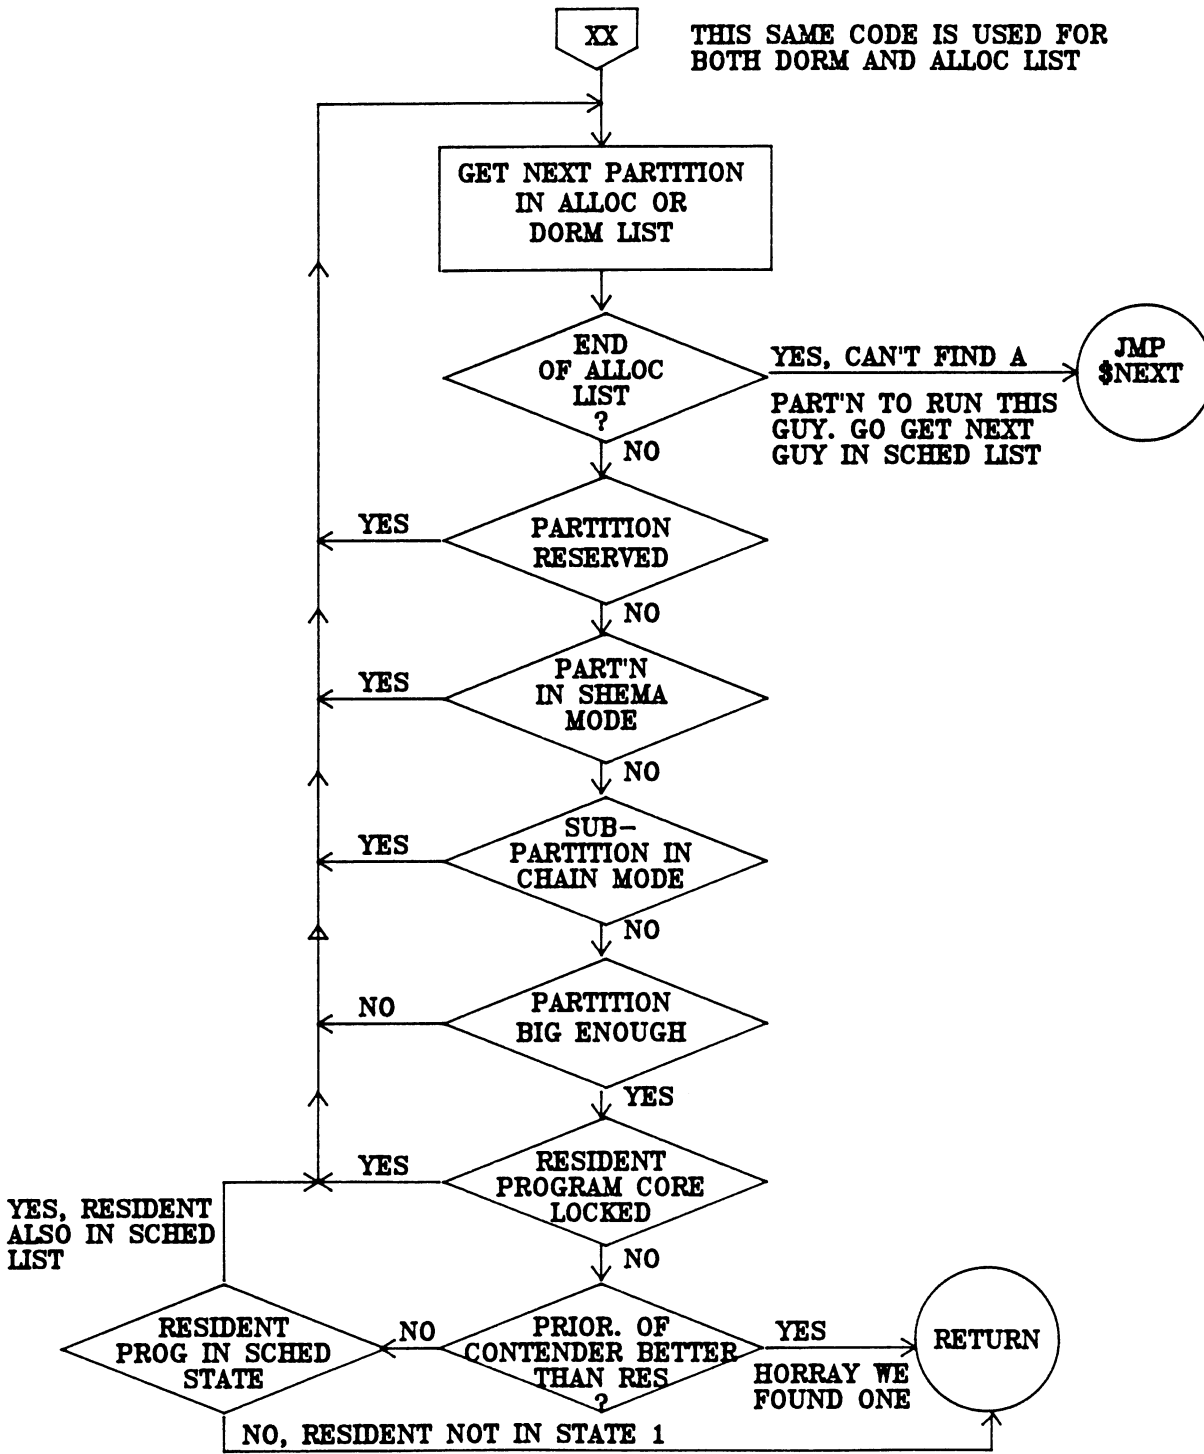 XX
THIS SAME CODE IS USED FOR
BOTH DORM AND ALLOC LIST
GET NEXT PARTITION
IN ALLOC OR
DORM LIST
END
OF ALLOC
LIST
?
YES, CAN'T FIND A
PART'N TO RUN THIS
GUY. GO GET NEXT
GUY IN SCHED LIST
JMP
$NEXT
NO
YES
PARTITION
RESERVED
NO
YES
PART'N
IN SHEMA
MODE
NO
YES
SUB-
PARTITION IN
CHAIN MODE
NO
NO
PARTITION
BIG ENOUGH
YES
YES
RESIDENT
PROGRAM CORE
LOCKED
YES, RESIDENT
ALSO IN SCHED
LIST
NO
RESIDENT
PROG IN SCHED
STATE
NO
PRIOR. OF
CONTENDER BETTER
THAN RES
?
YES
HORRAY WE
FOUND ONE
RETURN
NO, RESIDENT NOT IN STATE 1